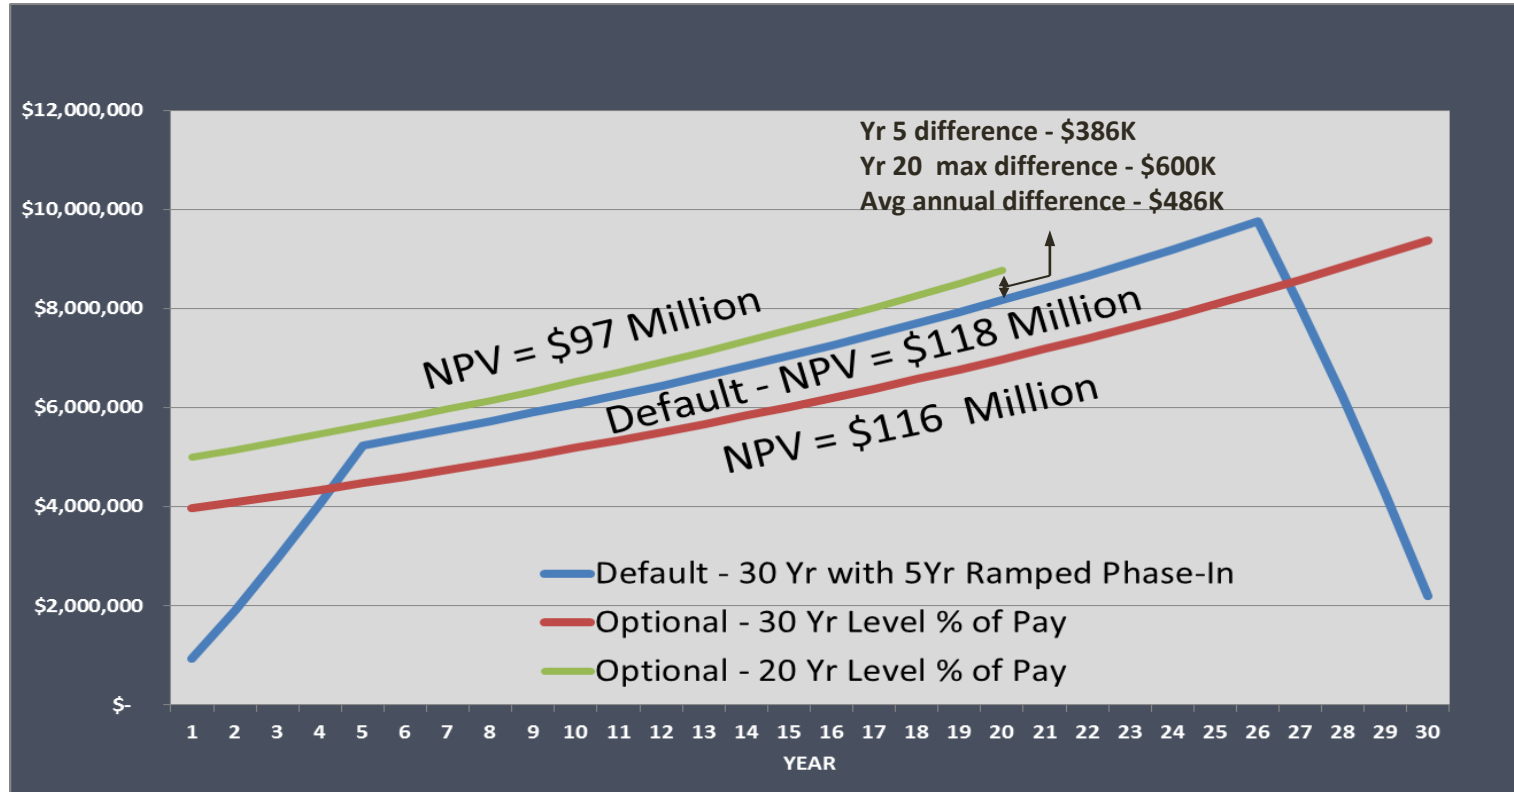 $12,000,000
$10,000,000
$8,000,000
$6,000,000
$4,000,000
$2,000,000
$-
Yr 5 difference - $386K
Yr 20  max difference - $600K
Avg annual difference - $486K
NPV = $97 Million
Default - NPV = $118 Million
NPV = $116  Million
Default - 30 Yr with 5Yr Ramped Phase-In
Optional - 30 Yr Level % of Pay
Optional - 20 Yr Level % of Pay
1 2 3 4 5 6 7 8 9 10 11 12 13 14 15 16 17 18 19 20 21 22 23 24 25 26 27 28 29 30
YEAR